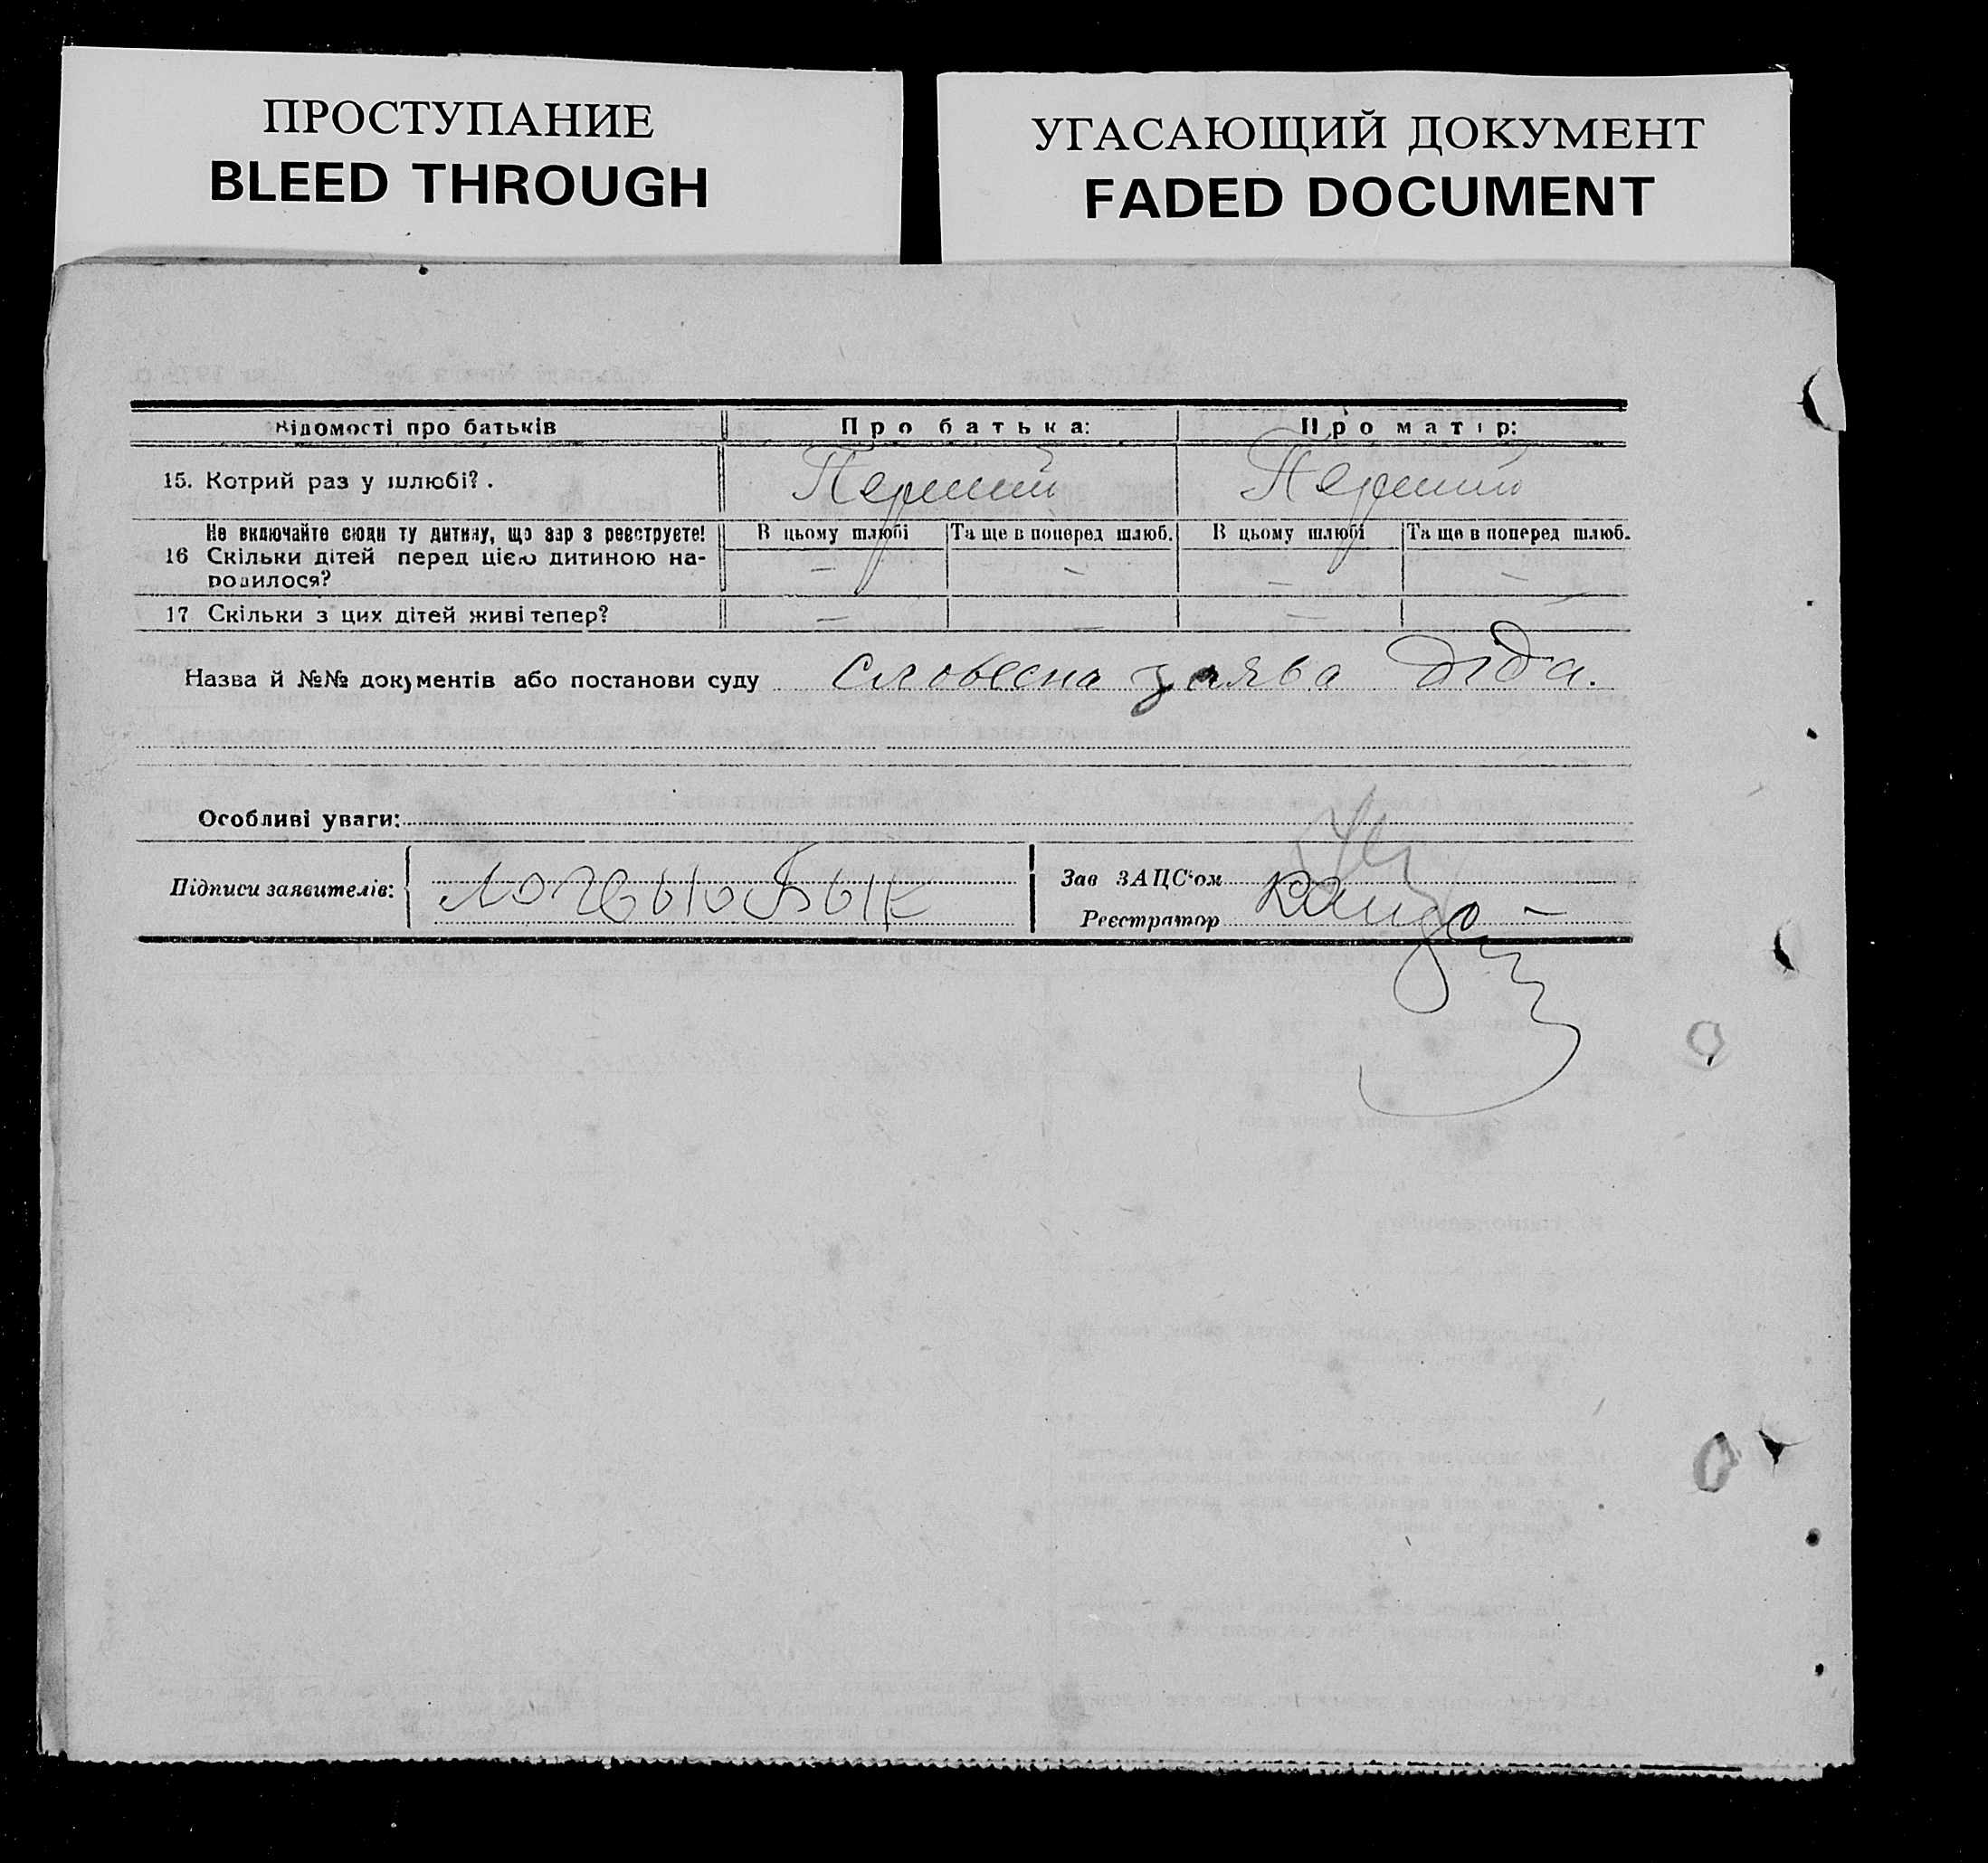 ПРОСТУПАНИЕ
BLEED THROUGH
УГАСАЮЩИЙ ДОКУМЕНТ
FADED DOCUMENT
Відомості про батьків Про батька: Про матір:
15. Котрий раз у шлюбі? . Перший Перший
Не включайте сюди ту дитину, що зар з реєструєте! В цьому шлюбі Та ще в поперед шлюб. В цьому шлюбі Та ще в поперед шлюб.
16 Скільки дітей перед цією дитиною на- — — — —
родилося?
17 Скільки з цих дітей живі тепер? — — —
Назва й №№ документів або постанови суду словесна заява діда.
Особливі уваги:
Підписи заявителів:
Зав ЗАЦС'ом
Реєстратор